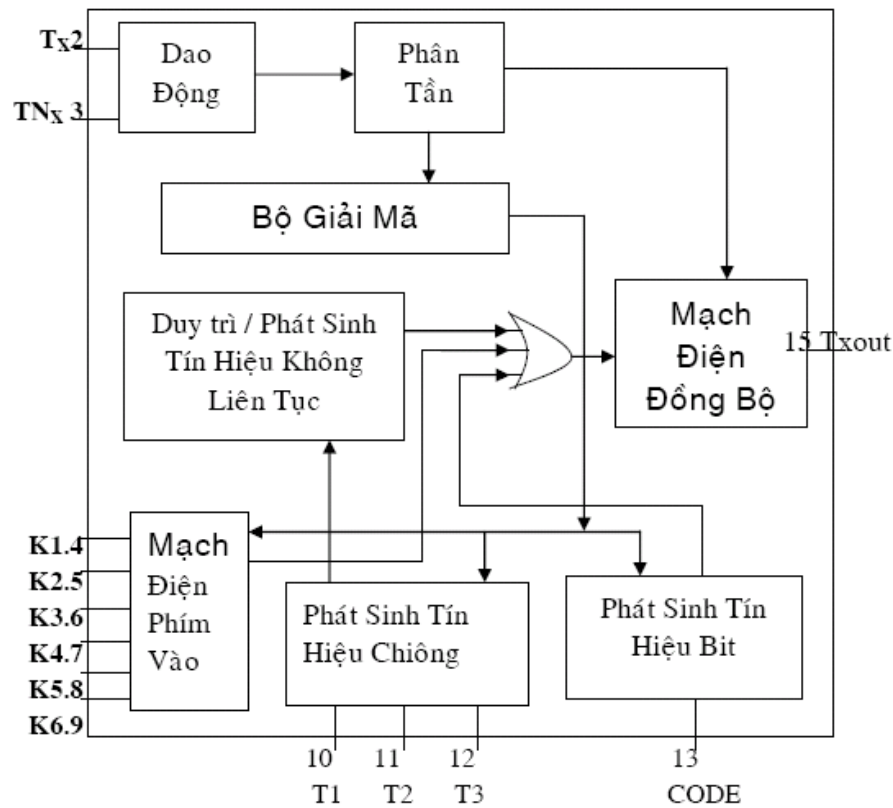 Tx2
Dao
Động
Phân
Tần
TNx 3
Bộ Giải Mã
Duy trì / Phát Sinh
Tín Hiệu Không
Liên Tục
Mạch
Điện
Đồng Bộ
15 Txout
K1.4
K2.5
K3.6
K4.7
K5.8
K6.9
Mạch
Điện
Phím
Vào
Phát Sinh Tín
Hiệu Chiông
Phát Sinh Tín
Hiệu Bit
10
11
12
13
T1
T2
T3
CODE